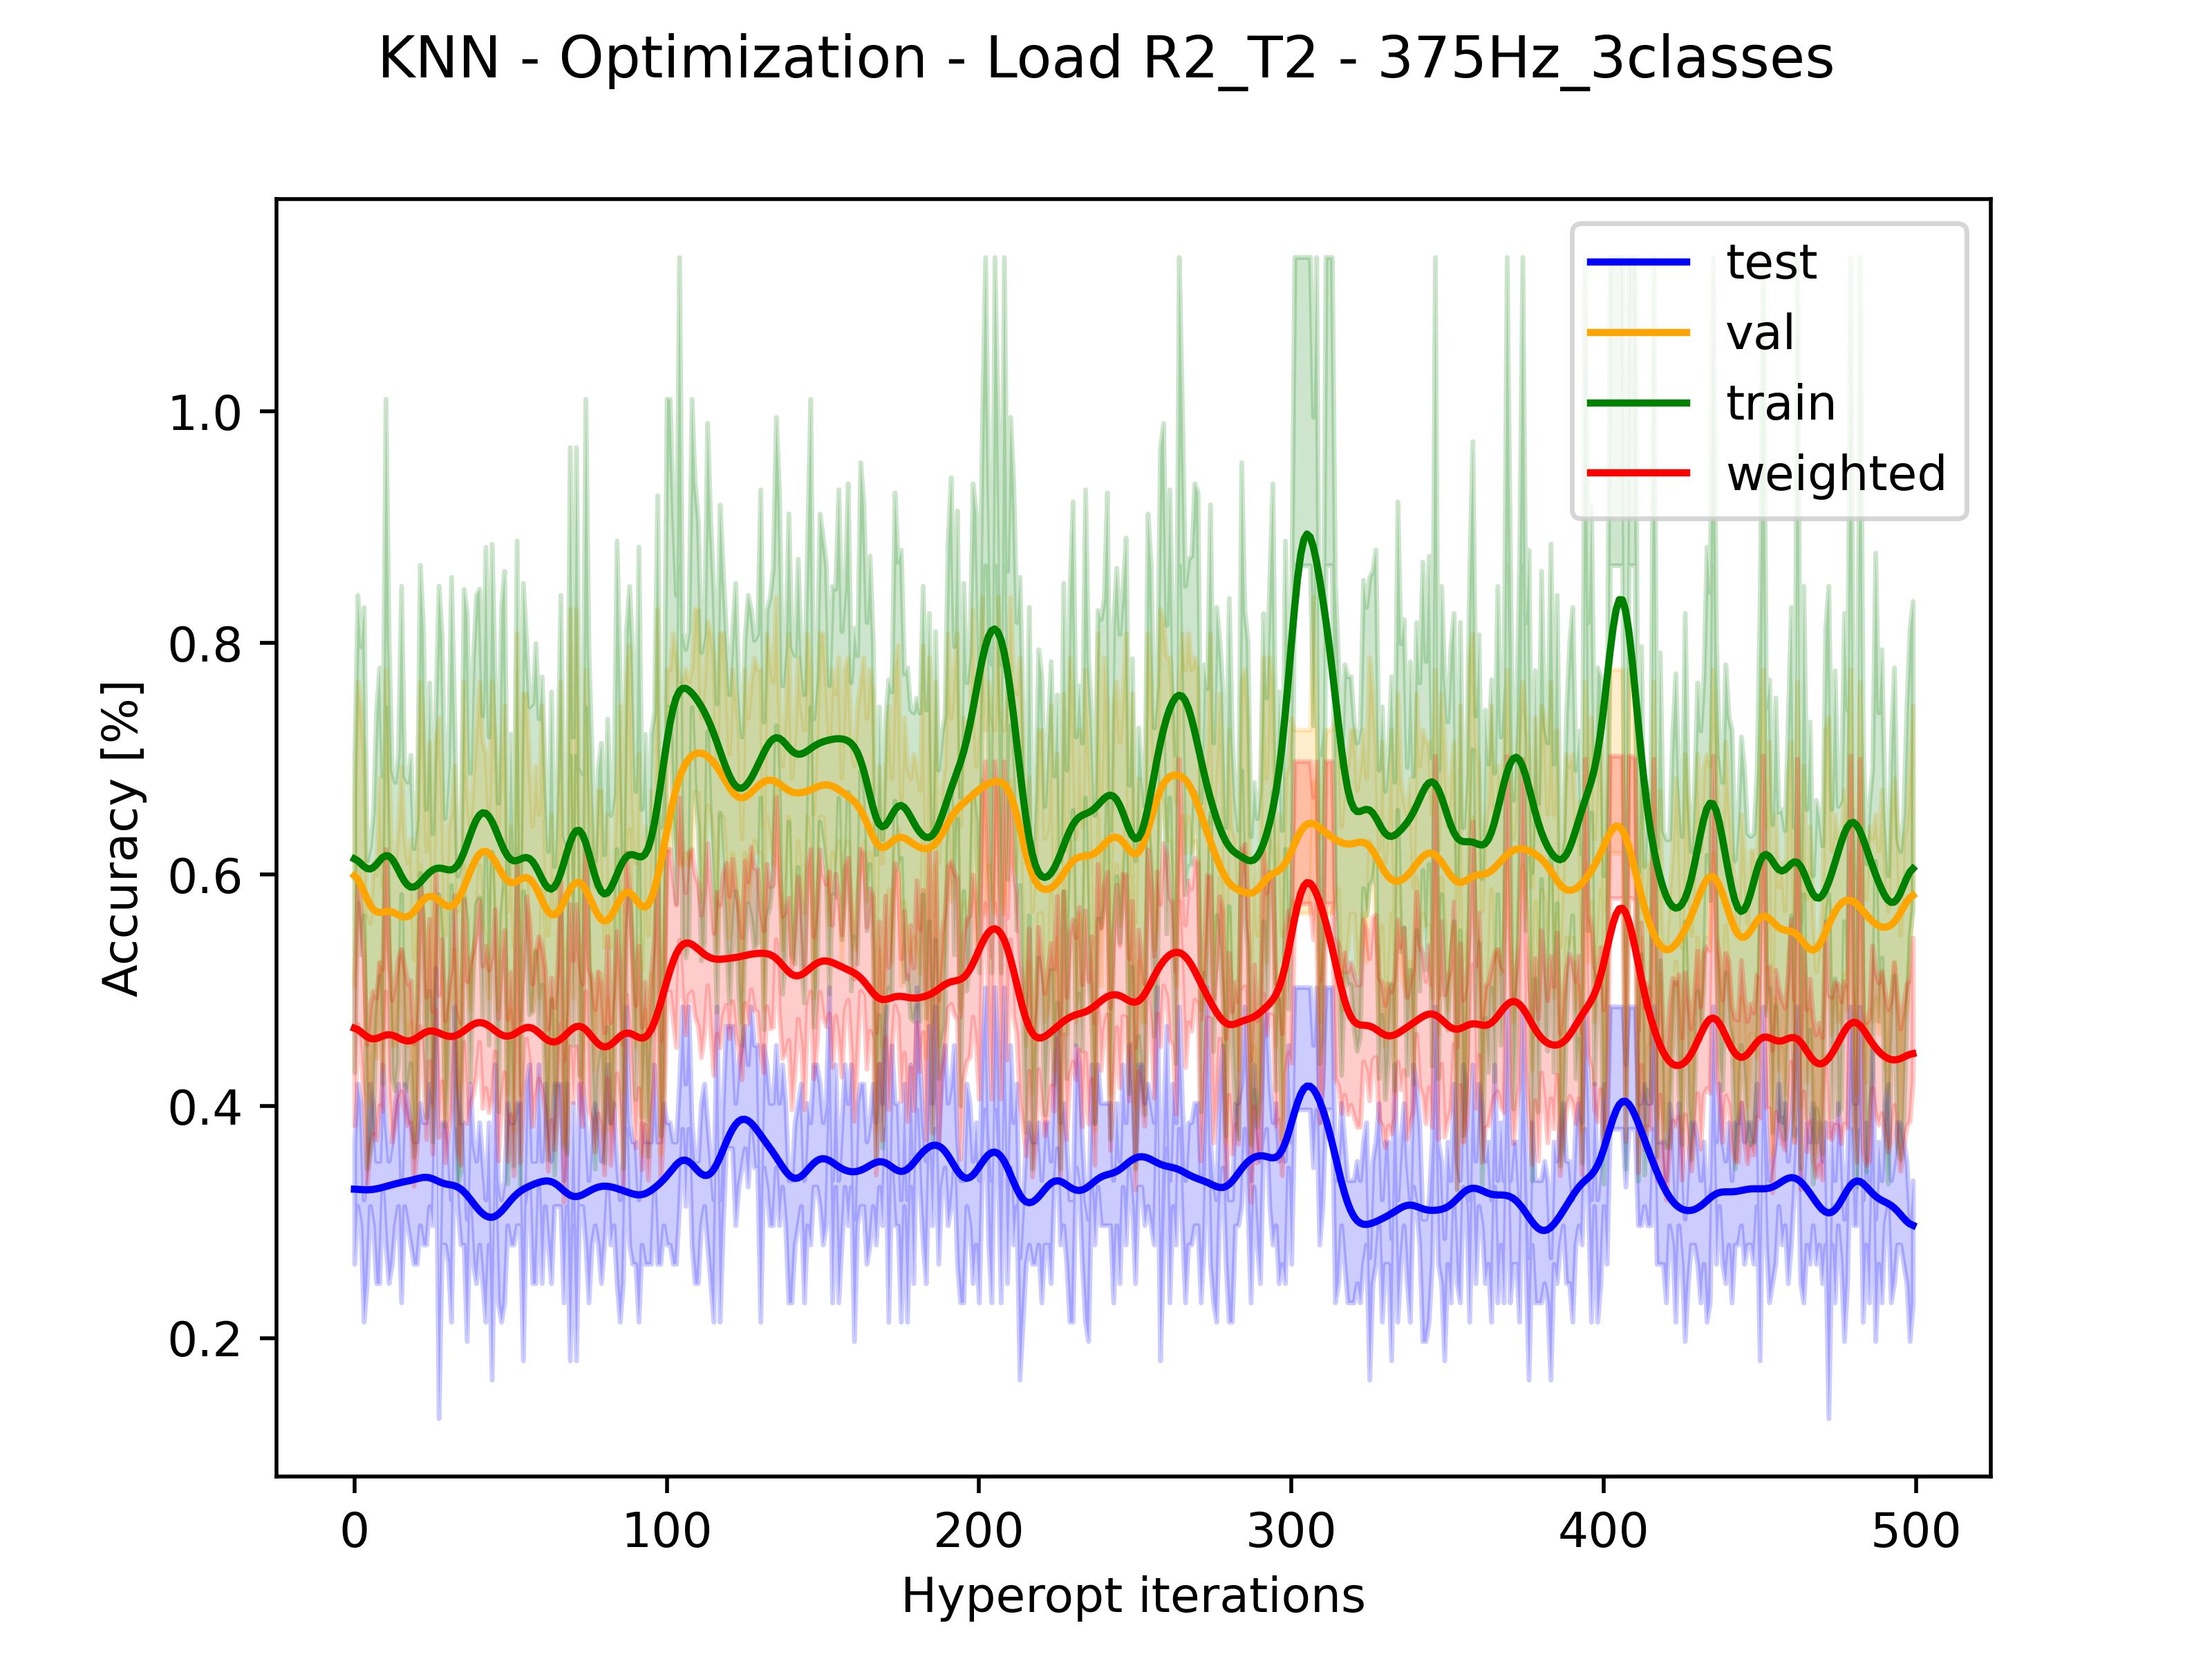 KNN - Optimization - Load R2_T2 - 375Hz_3classes
test
val
train
weighted
1.0
0.8
0.6
0.4
0.2
Accuracy [%]
0 100 200 300 400 500
Hyperopt iterations